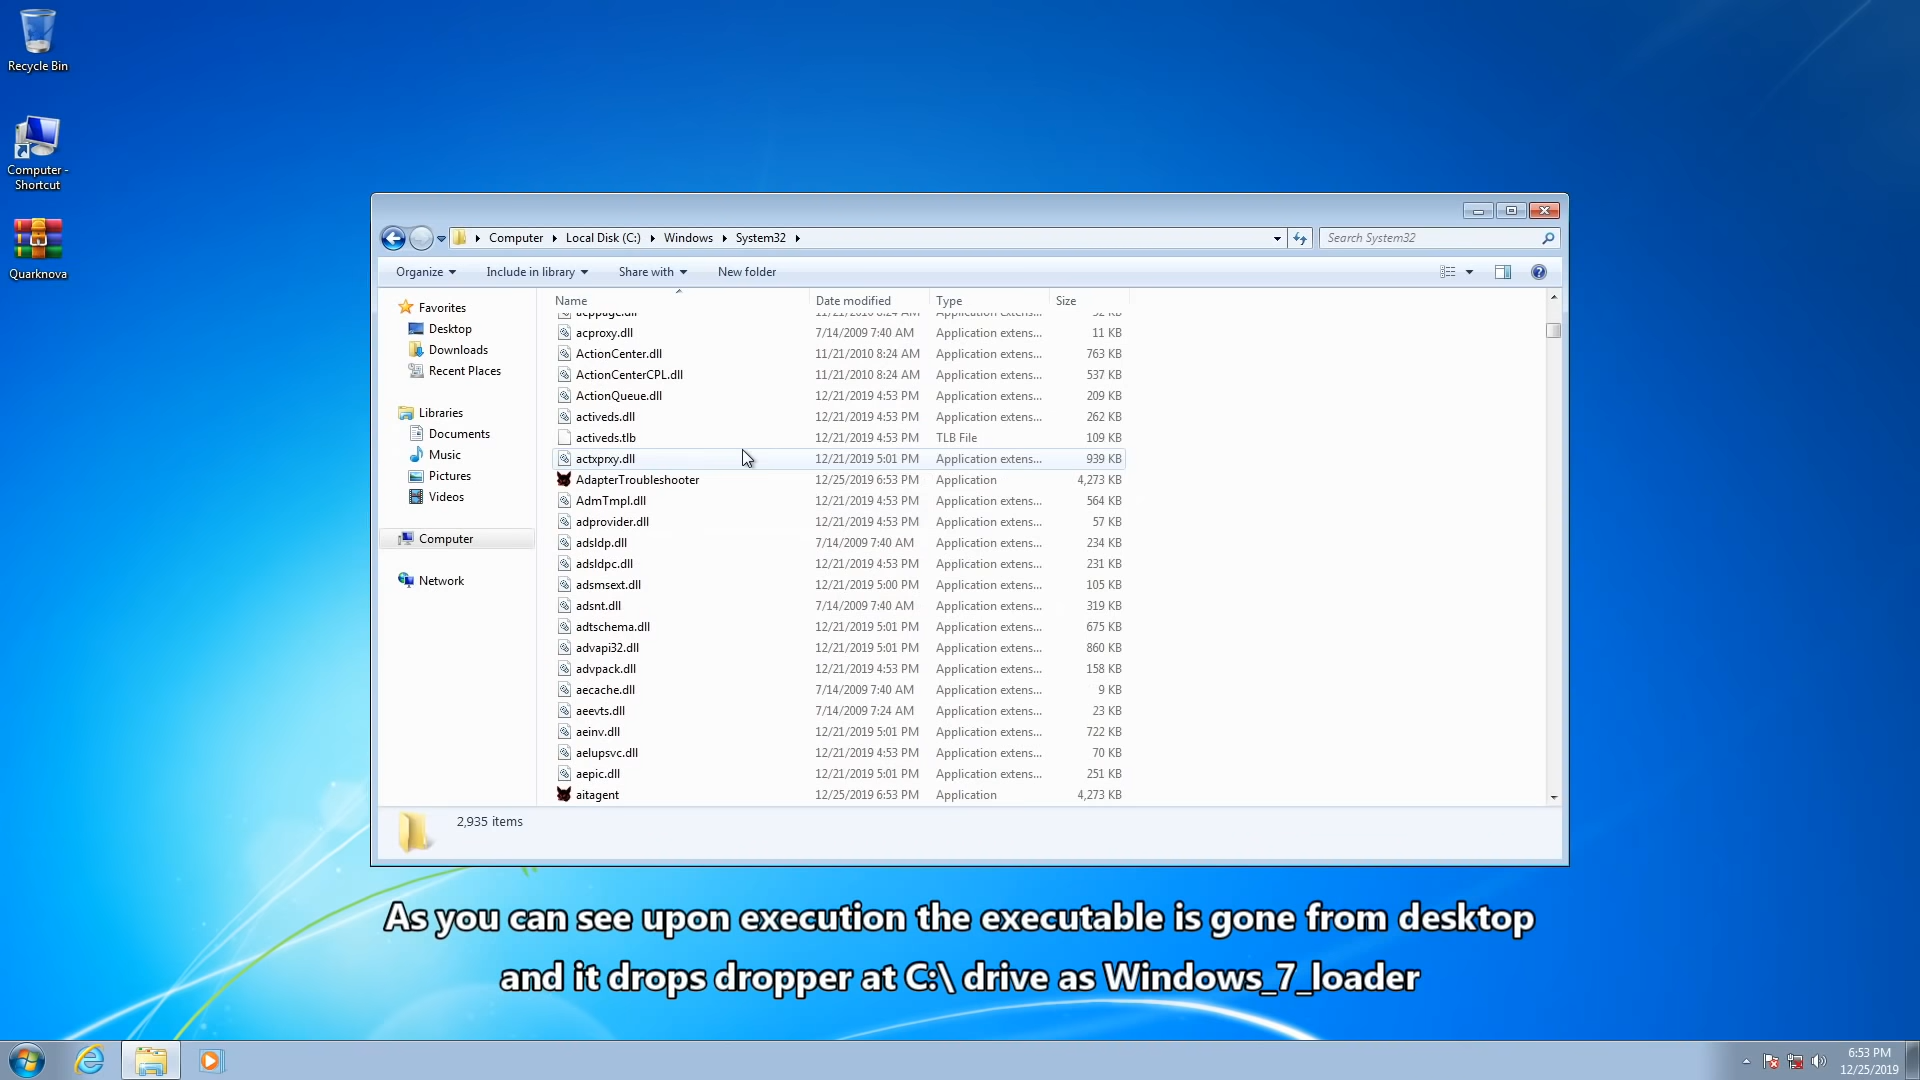 Recycle Bin
Computer -
Shortcut
Quarknova
Computer
Local Disk (C:)
Windows
System32
Search System32
Organize
Include in library
Share with
New folder
Favorites
Desktop
Downloads
Recent Places
Libraries
Documents
Music
Pictures
Videos
Computer
Network
Name Date modified Type Size
acproxy.dll 7/14/2009 7:40 AM Application extens... 11 KB
ActionCenter.dll 11/21/2010 8:24 AM Application extens... 763 KB
ActionCenterCPL.dll 11/21/2010 8:24 AM Application extens... 537 KB
ActionQueue.dll 12/21/2019 4:53 PM Application extens... 209 KB
activeds.dll 12/21/2019 4:53 PM Application extens... 262 KB
activeds.tlb 12/21/2019 4:53 PM TLB File 109 KB
actxprxy.dll 12/21/2019 5:01 PM Application extens... 939 KB
AdapterTroubleshooter 12/25/2019 6:53 PM Application 4,273 KB
AdmTmpl.dll 12/21/2019 4:53 PM Application extens... 564 KB
adprovider.dll 12/21/2019 4:53 PM Application extens... 57 KB
adsldp.dll 7/14/2009 7:40 AM Application extens... 234 KB
adsldpc.dll 12/21/2019 4:53 PM Application extens... 231 KB
adsmsext.dll 12/21/2019 5:00 PM Application extens... 105 KB
adsnt.dll 7/14/2009 7:40 AM Application extens... 319 KB
adtschema.dll 12/21/2019 5:01 PM Application extens... 675 KB
advapi32.dll 12/21/2019 5:01 PM Application extens... 860 KB
advpack.dll 12/21/2019 4:53 PM Application extens... 158 KB
aecache.dll 7/14/2009 7:40 AM Application extens... 9 KB
aeevts.dll 7/14/2009 7:24 AM Application extens... 23 KB
aeinv.dll 12/21/2019 5:01 PM Application extens... 722 KB
aelupsvc.dll 12/21/2019 4:53 PM Application extens... 70 KB
aepic.dll 12/21/2019 5:01 PM Application extens... 251 KB
aitagent 12/25/2019 6:53 PM Application 4,273 KB
2,935 items
As you can see upon execution the executable is gone from desktop
and it drops dropper at C:\ drive as Windows_7_loader
6:53 PM
12/25/2019